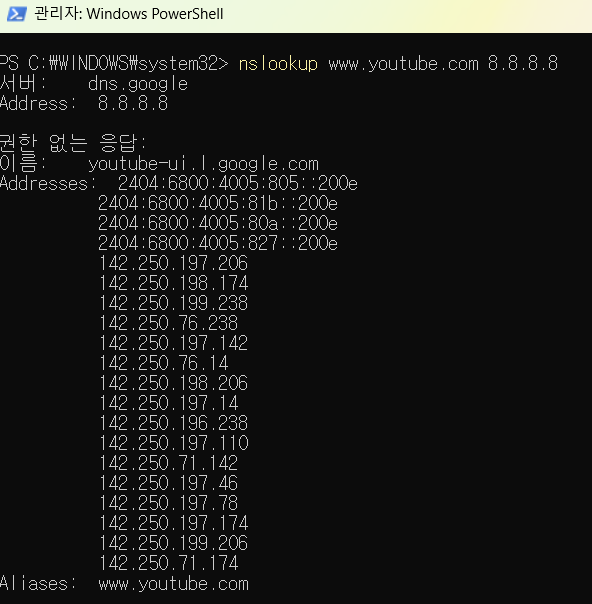 관리자: Windows PowerShell
PS C:₩WINDOWS₩system32> nslookup www.youtube.com 8.8.8.8
서버:    dns.google
Address:  8.8.8.8
권한 없는 응답:
이름:    youtube-ui.l.google.com
Addresses:  2404:6800:4005:805::200e
2404:6800:4005:81b::200e
2404:6800:4005:80a::200e
2404:6800:4005:827::200e
142.250.197.206
142.250.198.174
142.250.199.238
142.250.76.238
142.250.197.142
142.250.76.14
142.250.198.206
142.250.197.14
142.250.196.238
142.250.197.110
142.250.71.142
142.250.197.46
142.250.197.78
142.250.197.174
142.250.199.206
142.250.71.174
Aliases:  www.youtube.com